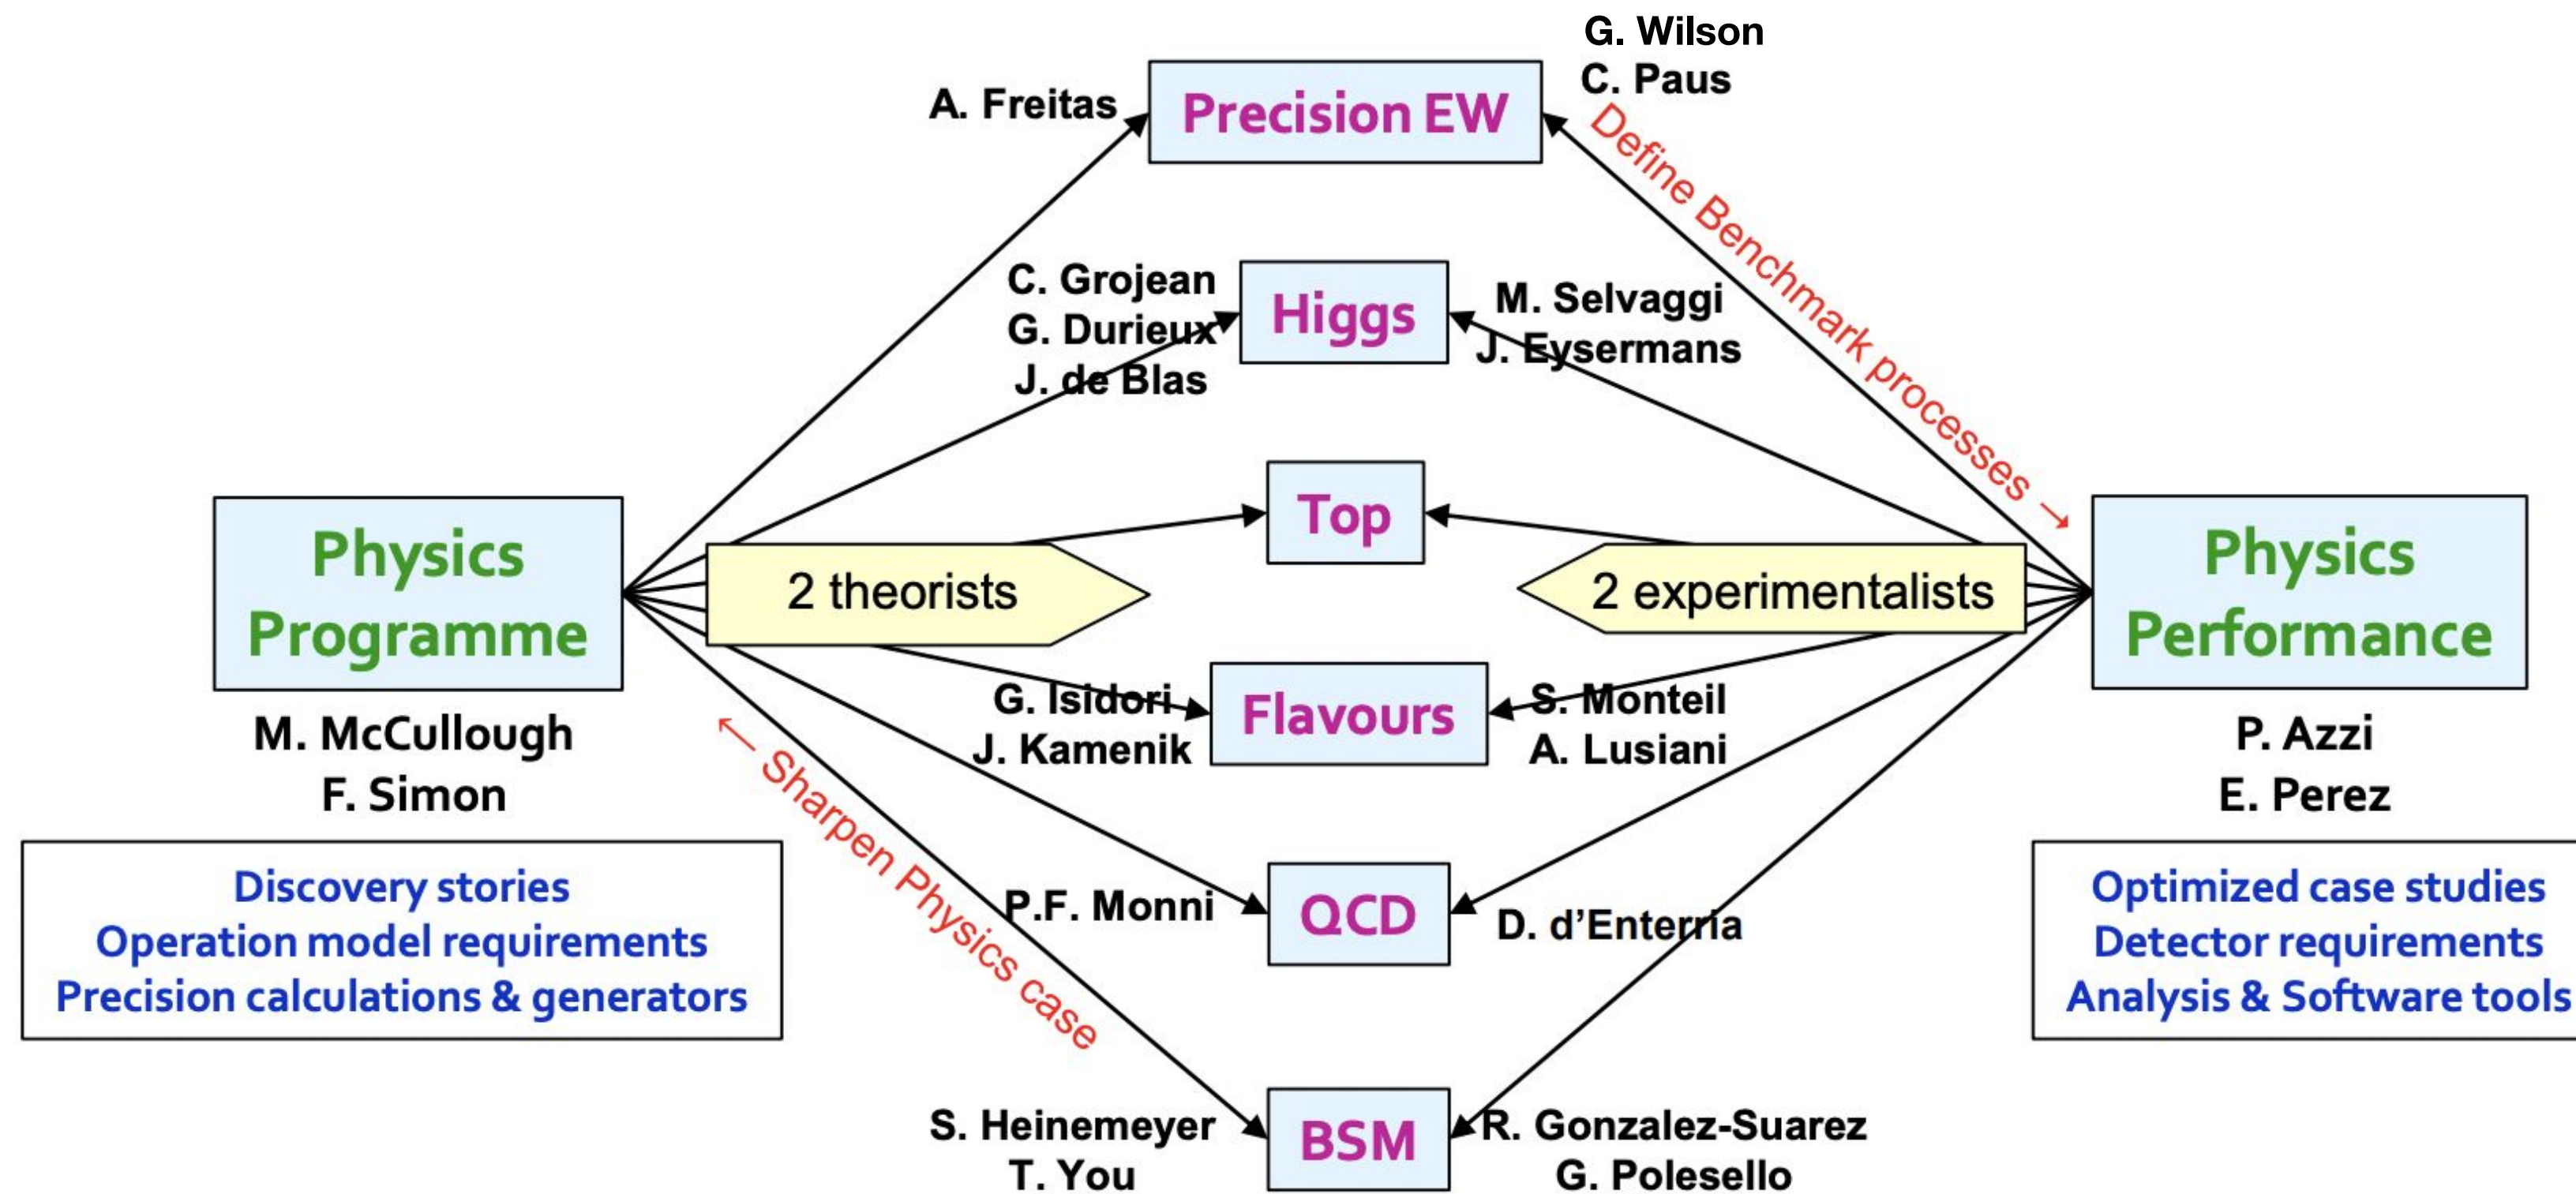 G. Wilson
C. Paus
A. Freitas
Precision EW
Define Benchmark processes →
C. Grojean
G. Durieux
J. de Blas
Higgs
M. Selvaggi
J. Eysermans
Top
Physics
Programme
2 theorists
2 experimentalists
Physics
Performance
M. McCullough
F. Simon
G. Isidori
J. Kamenik
Flavours
S. Monteil
A. Lusiani
P. Azzi
E. Perez
← Sharpen Physics case
Discovery stories
Operation model requirements
Precision calculations & generators
P.F. Monni
QCD
D. d’Enterria
Optimized case studies
Detector requirements
Analysis & Software tools
S. Heinemeyer
T. You
BSM
R. Gonzalez-Suarez
G. Polesello